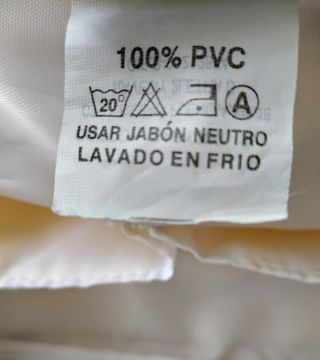 100% PVC
20° A
USAR JABÓN NEUTRO
LAVADO EN FRIO